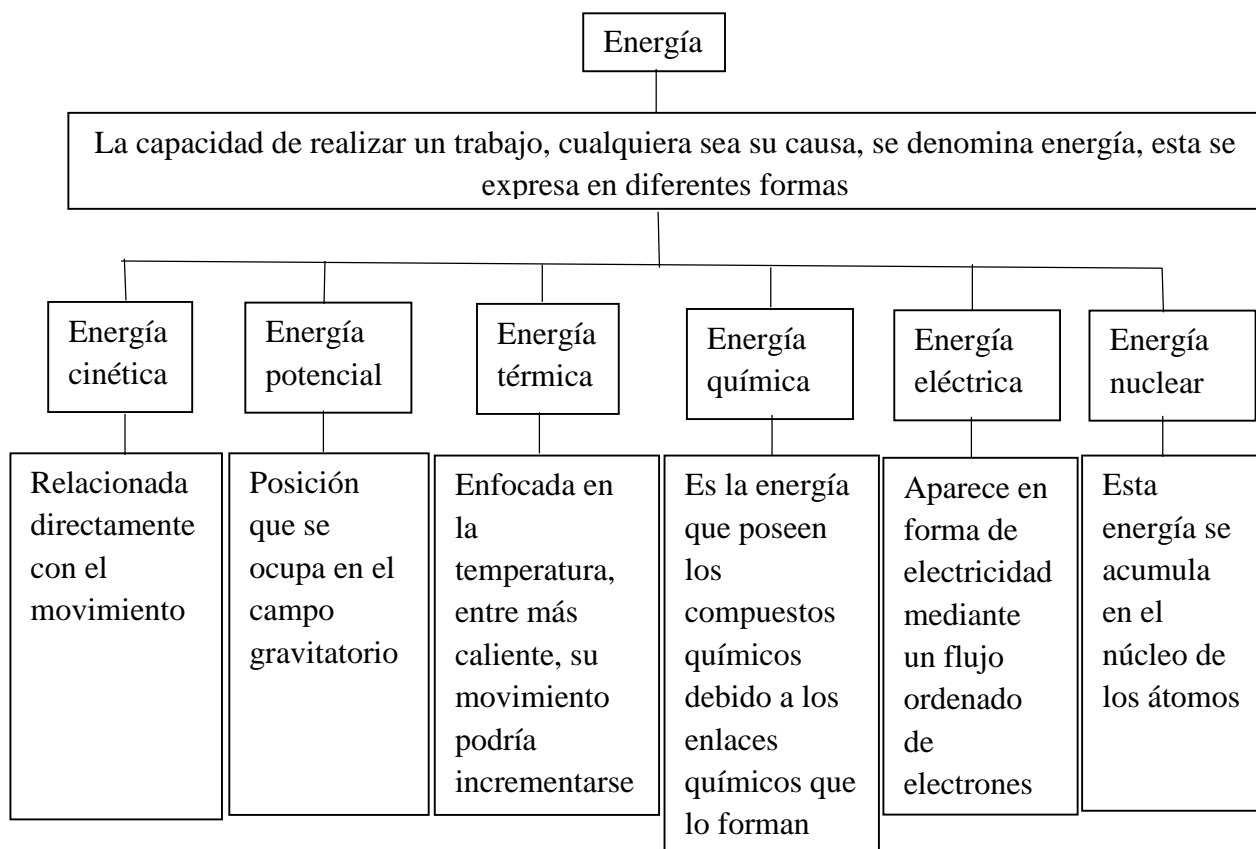 Energía
La capacidad de realizar un trabajo, cualquiera sea su causa, se denomina energía, esta se
expresa en diferentes formas
Energía
cinética
Energía
potencial
Energía
térmica
Energía
química
Energía
eléctrica
Energía
nuclear
Relacionada
directamente
con el
movimiento
Posición
que se
ocupa en el
campo
gravitatorio
Enfocada en
la
temperatura,
entre más
caliente, su
movimiento
podría
incrementarse
Es la energía
que poseen
los
compuestos
químicos
debido a los
enlaces
químicos que
lo forman
Aparece en
forma de
electricidad
mediante
un flujo
ordenado
de
electrones
Esta
energía se
acumula
en el
núcleo de
los átomos